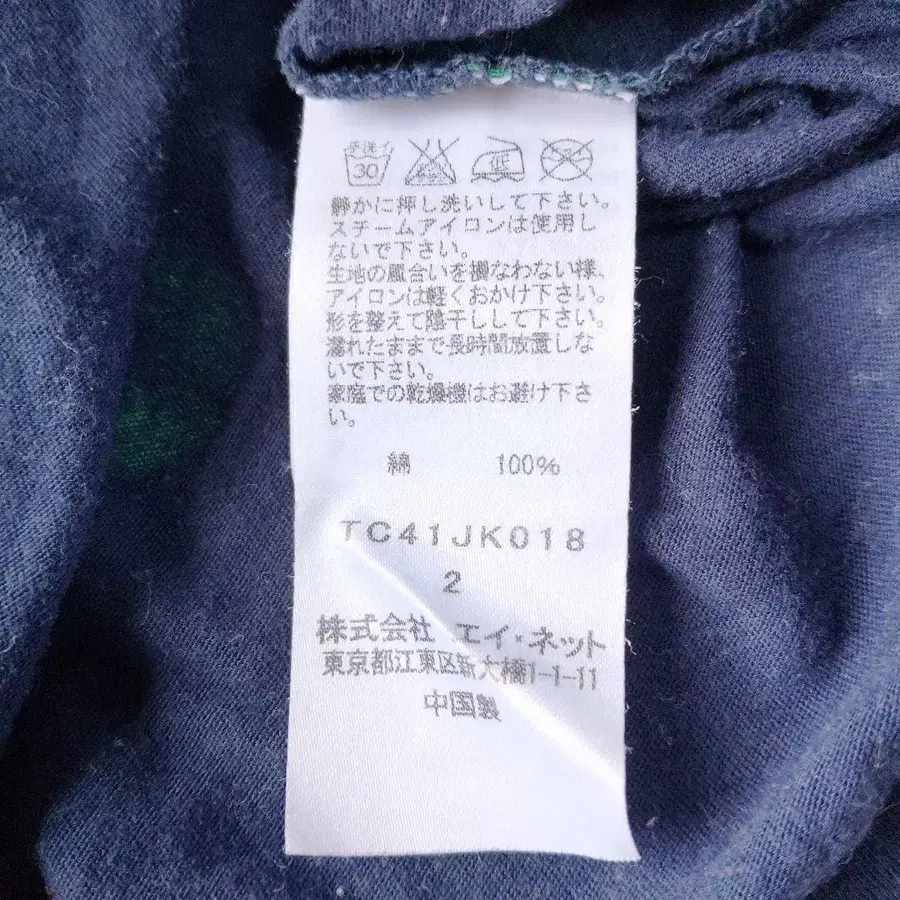 手洗イ 30 低
静かに押し洗いして下さい。
スチームアイロンは使用し
ないで下さい。
生地の風合いを損なわない様、
アイロンは軽くおかけ下さい。
形を整えて陰干しして下さい。
濡れたままで長時間放置しな
いで下さい。
家庭での乾燥機はお避け下さ
い。
綿 100%
TC41JK018
2
株式会社 エイ・ネット
東京都江東区新大橋1-1-11
中国製